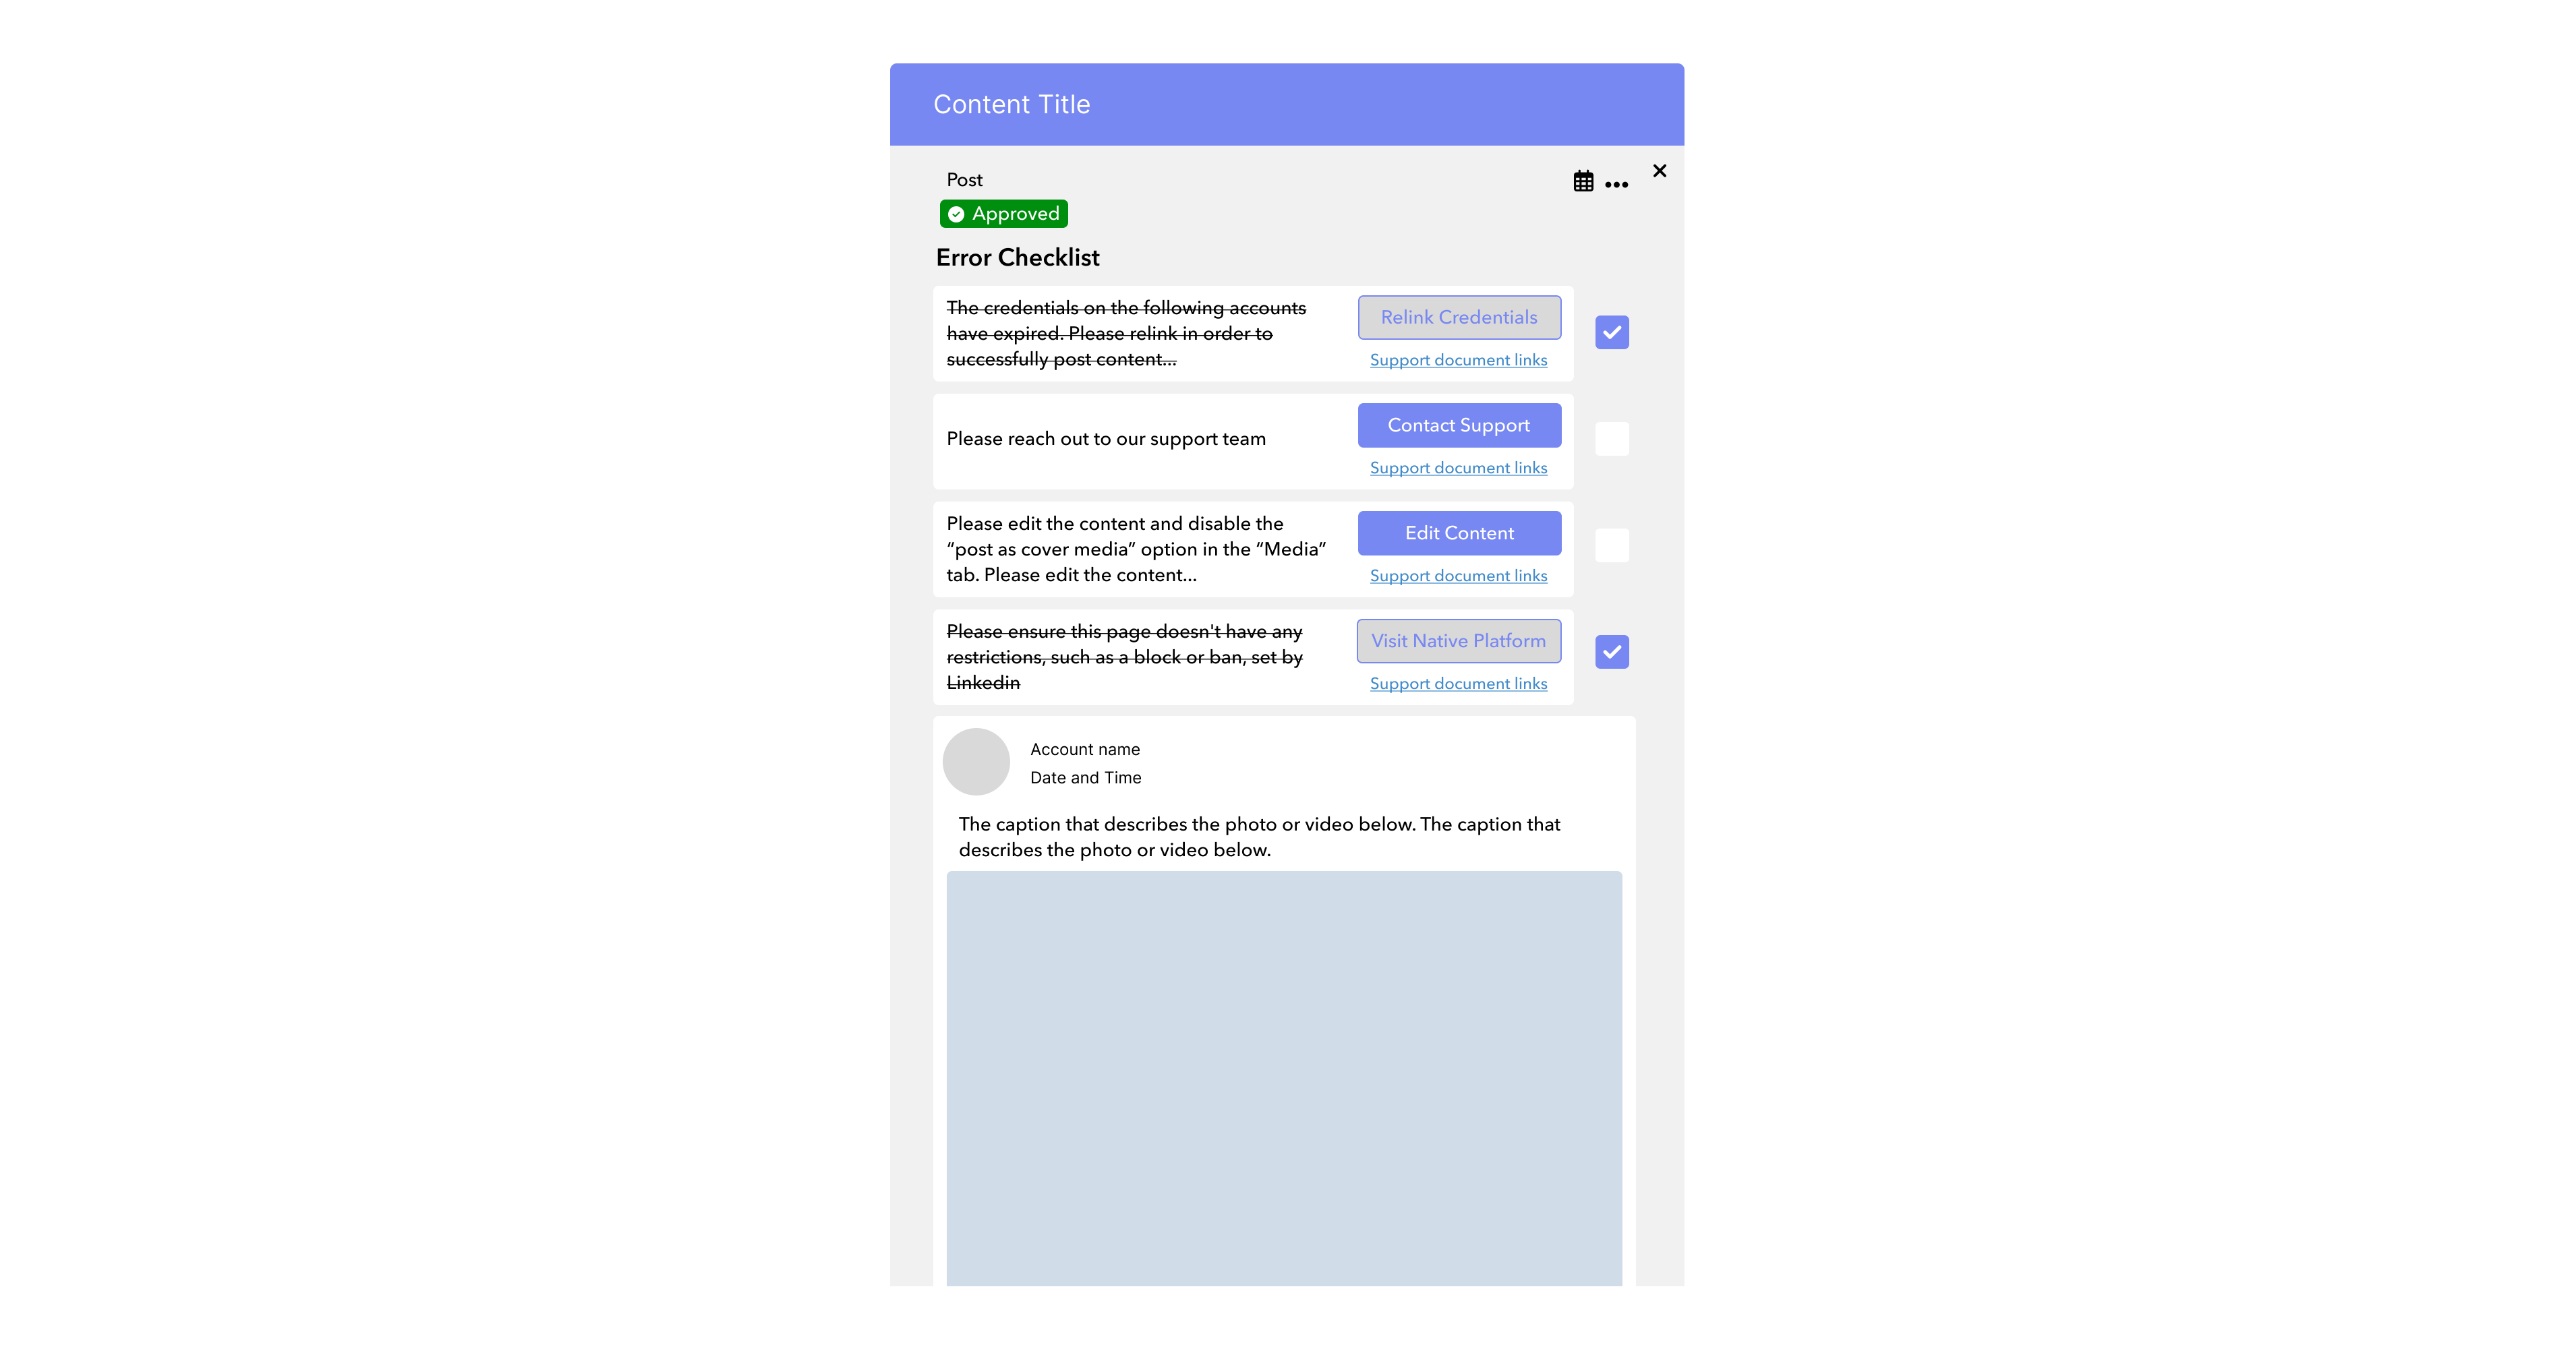 Content Title
Post
Approved
Error Checklist
The credentials on the following accounts
have expired. Please relink in order to
successfully post content...
Relink Credentials
Support document links
Please reach out to our support team
Contact Support
Support document links
Please edit the content and disable the
“post as cover media” option in the “Media”
tab. Please edit the content...
Edit Content
Support document links
Please ensure this page doesn't have any
restrictions, such as a block or ban, set by
Linkedin
Visit Native Platform
Support document links
Account name
Date and Time
The caption that describes the photo or video below. The caption that
describes the photo or video below.